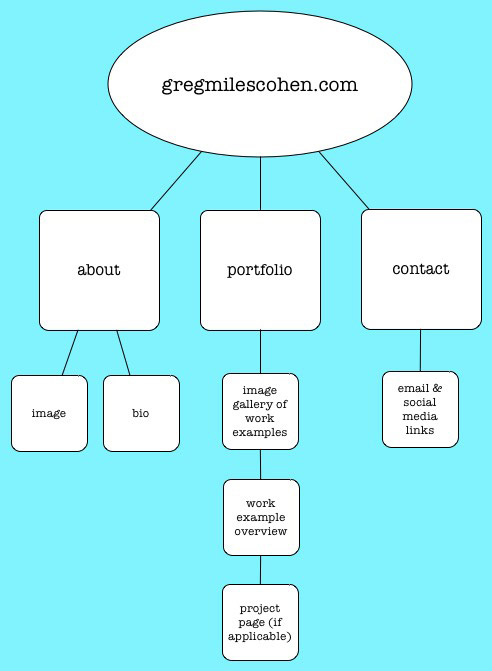 gregmilescohen.com
about
portfolio
contact
image
bio
image
gallery of
work
examples
email &
social
media
links
work
example
overview
project
page (if
applicable)